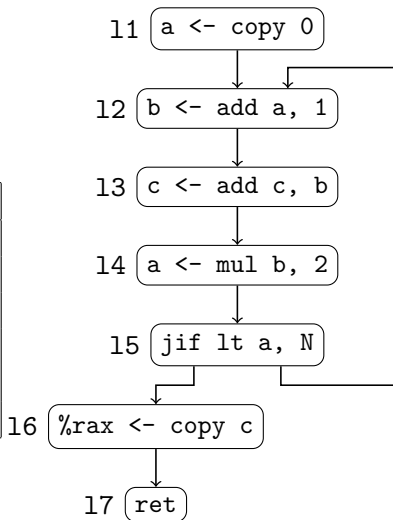 l1 a <- copy 0
l2 b <- add a, 1
l3 c <- add c, b
l4 a <- mul b, 2
l5 jif lt a, N
l6 %rax <- copy c
l7 ret